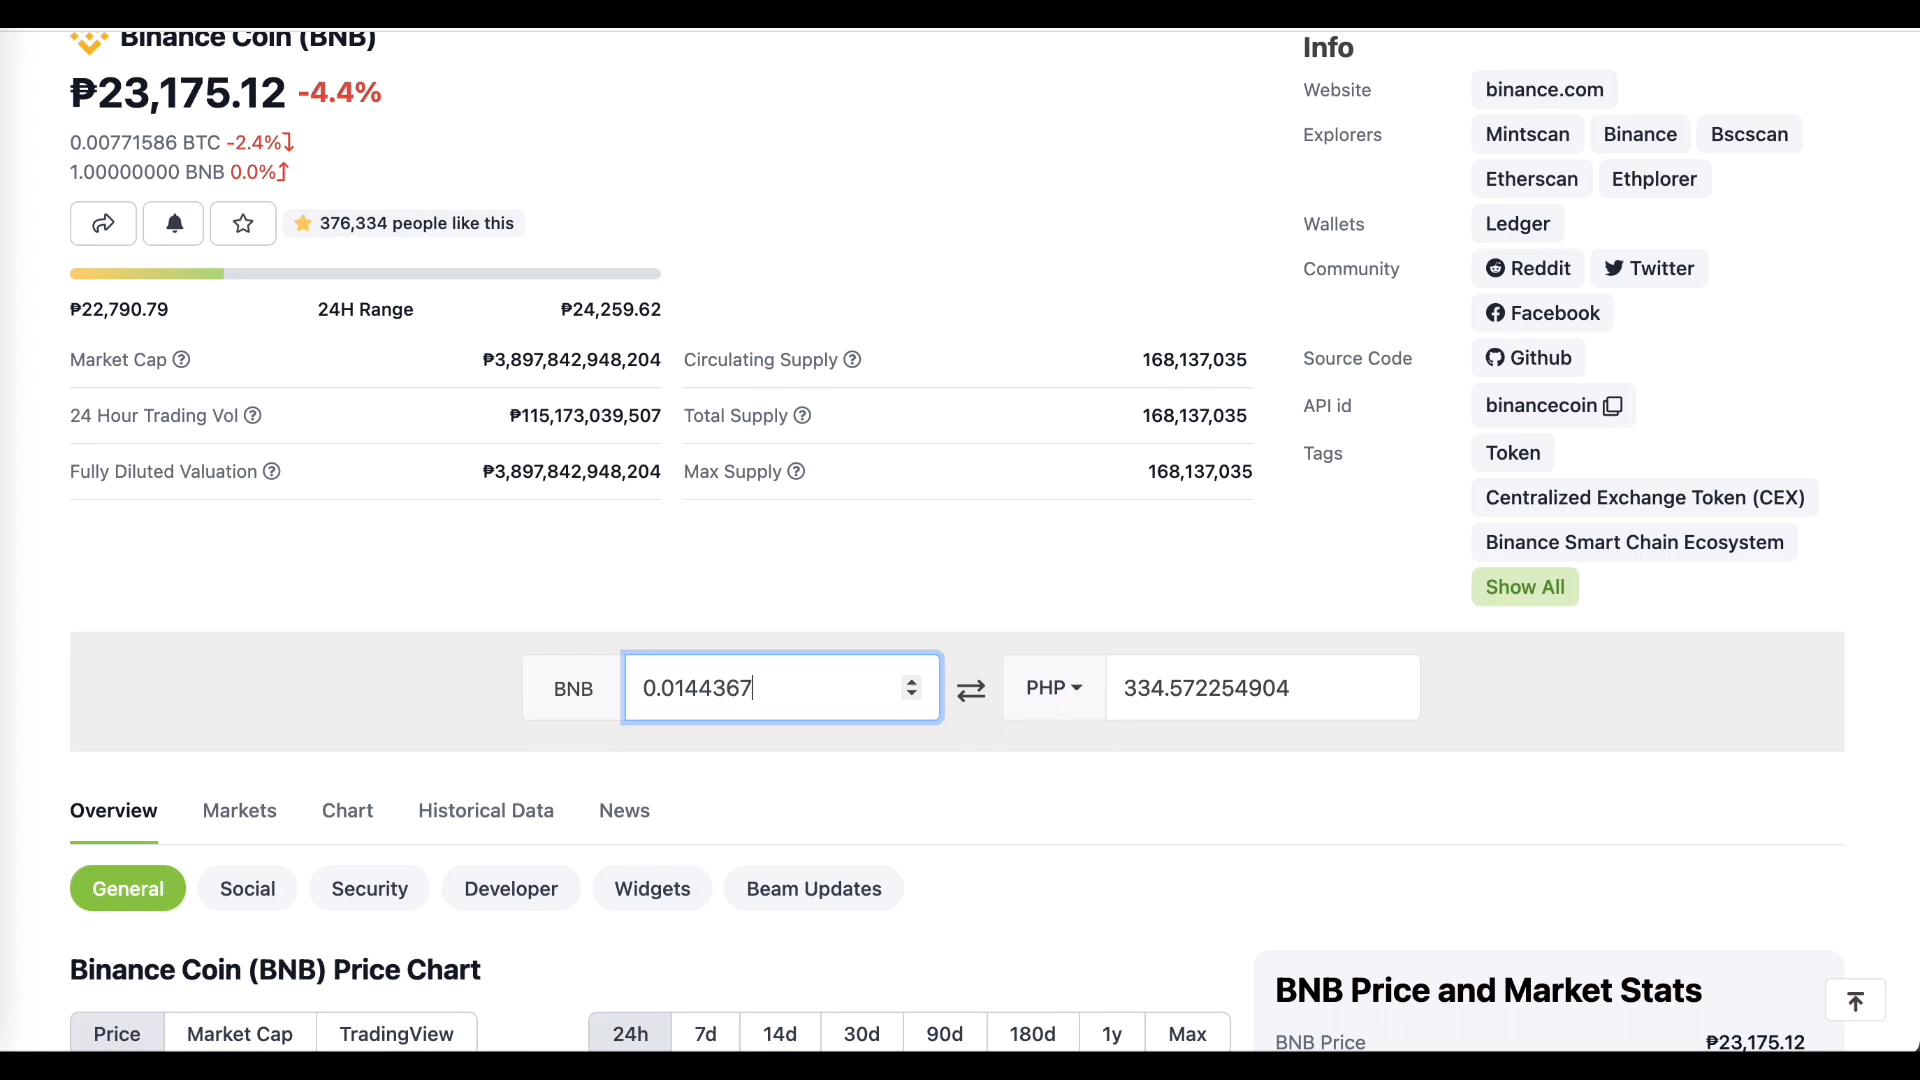 Binance Coin (BNB)
₱23,175.12 -4.4%
0.00771586 BTC -2.4%
1.00000000 BNB 0.0%
376,334 people like this
₱22,790.79 24H Range ₱24,259.62
Market Cap ₱3,897,842,948,204
24 Hour Trading Vol ₱115,173,039,507
Fully Diluted Valuation ₱3,897,842,948,204
Circulating Supply 168,137,035
Total Supply 168,137,035
Max Supply 168,137,035
Info
Website binance.com
Explorers Mintscan Binance Bscscan
Etherscan Ethplorer
Wallets Ledger
Community Reddit Twitter
Facebook
Source Code Github
API id binancecoin
Tags Token
Centralized Exchange Token (CEX)
Binance Smart Chain Ecosystem
Show All
BNB 0.0144367 PHP 334.572254904
Overview Markets Chart Historical Data News
General Social Security Developer Widgets Beam Updates
Binance Coin (BNB) Price Chart
Price Market Cap TradingView 24h 7d 14d 30d 90d 180d 1y Max
BNB Price and Market Stats
BNB Price ₱23,175.12